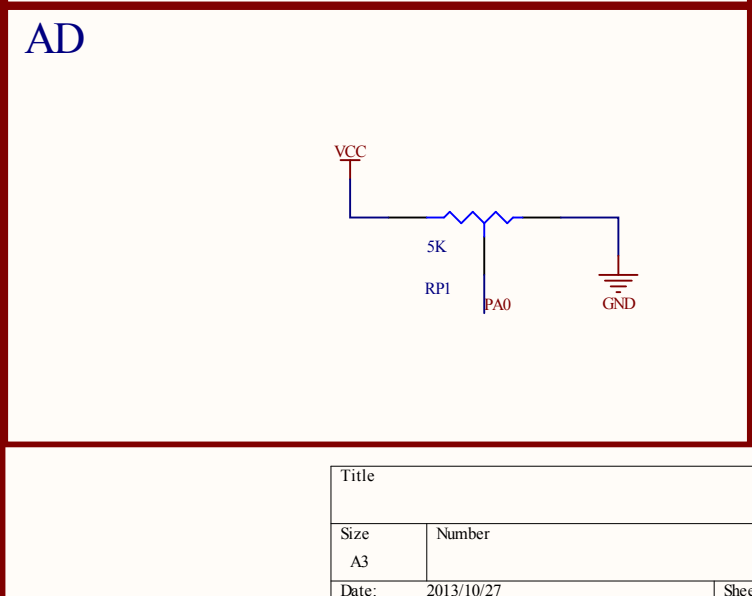 AD
VCC
5K
RP1
PA0
GND
Title
Size
Number
A3
Date:
2013/10/27